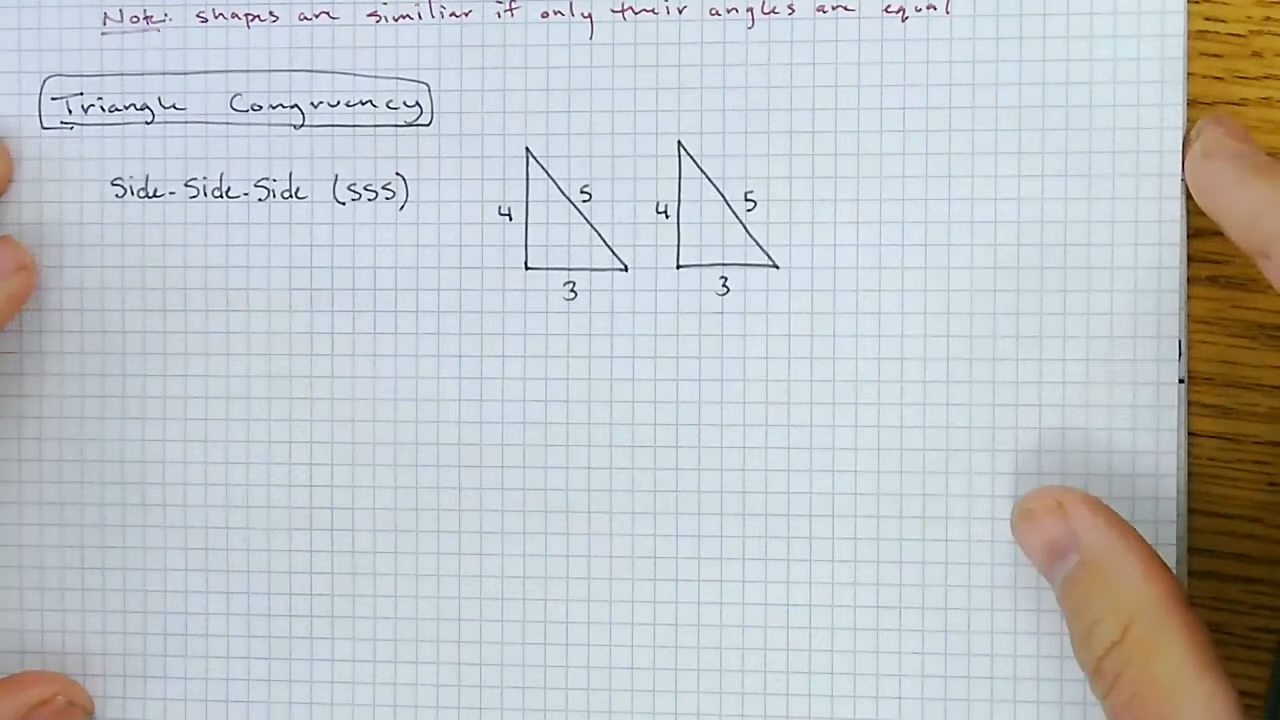 Note: shapes are similiar if only their angles are equal
Triangle Congruency
Side-Side-Side (SSS)
4 5 3
4 5 3